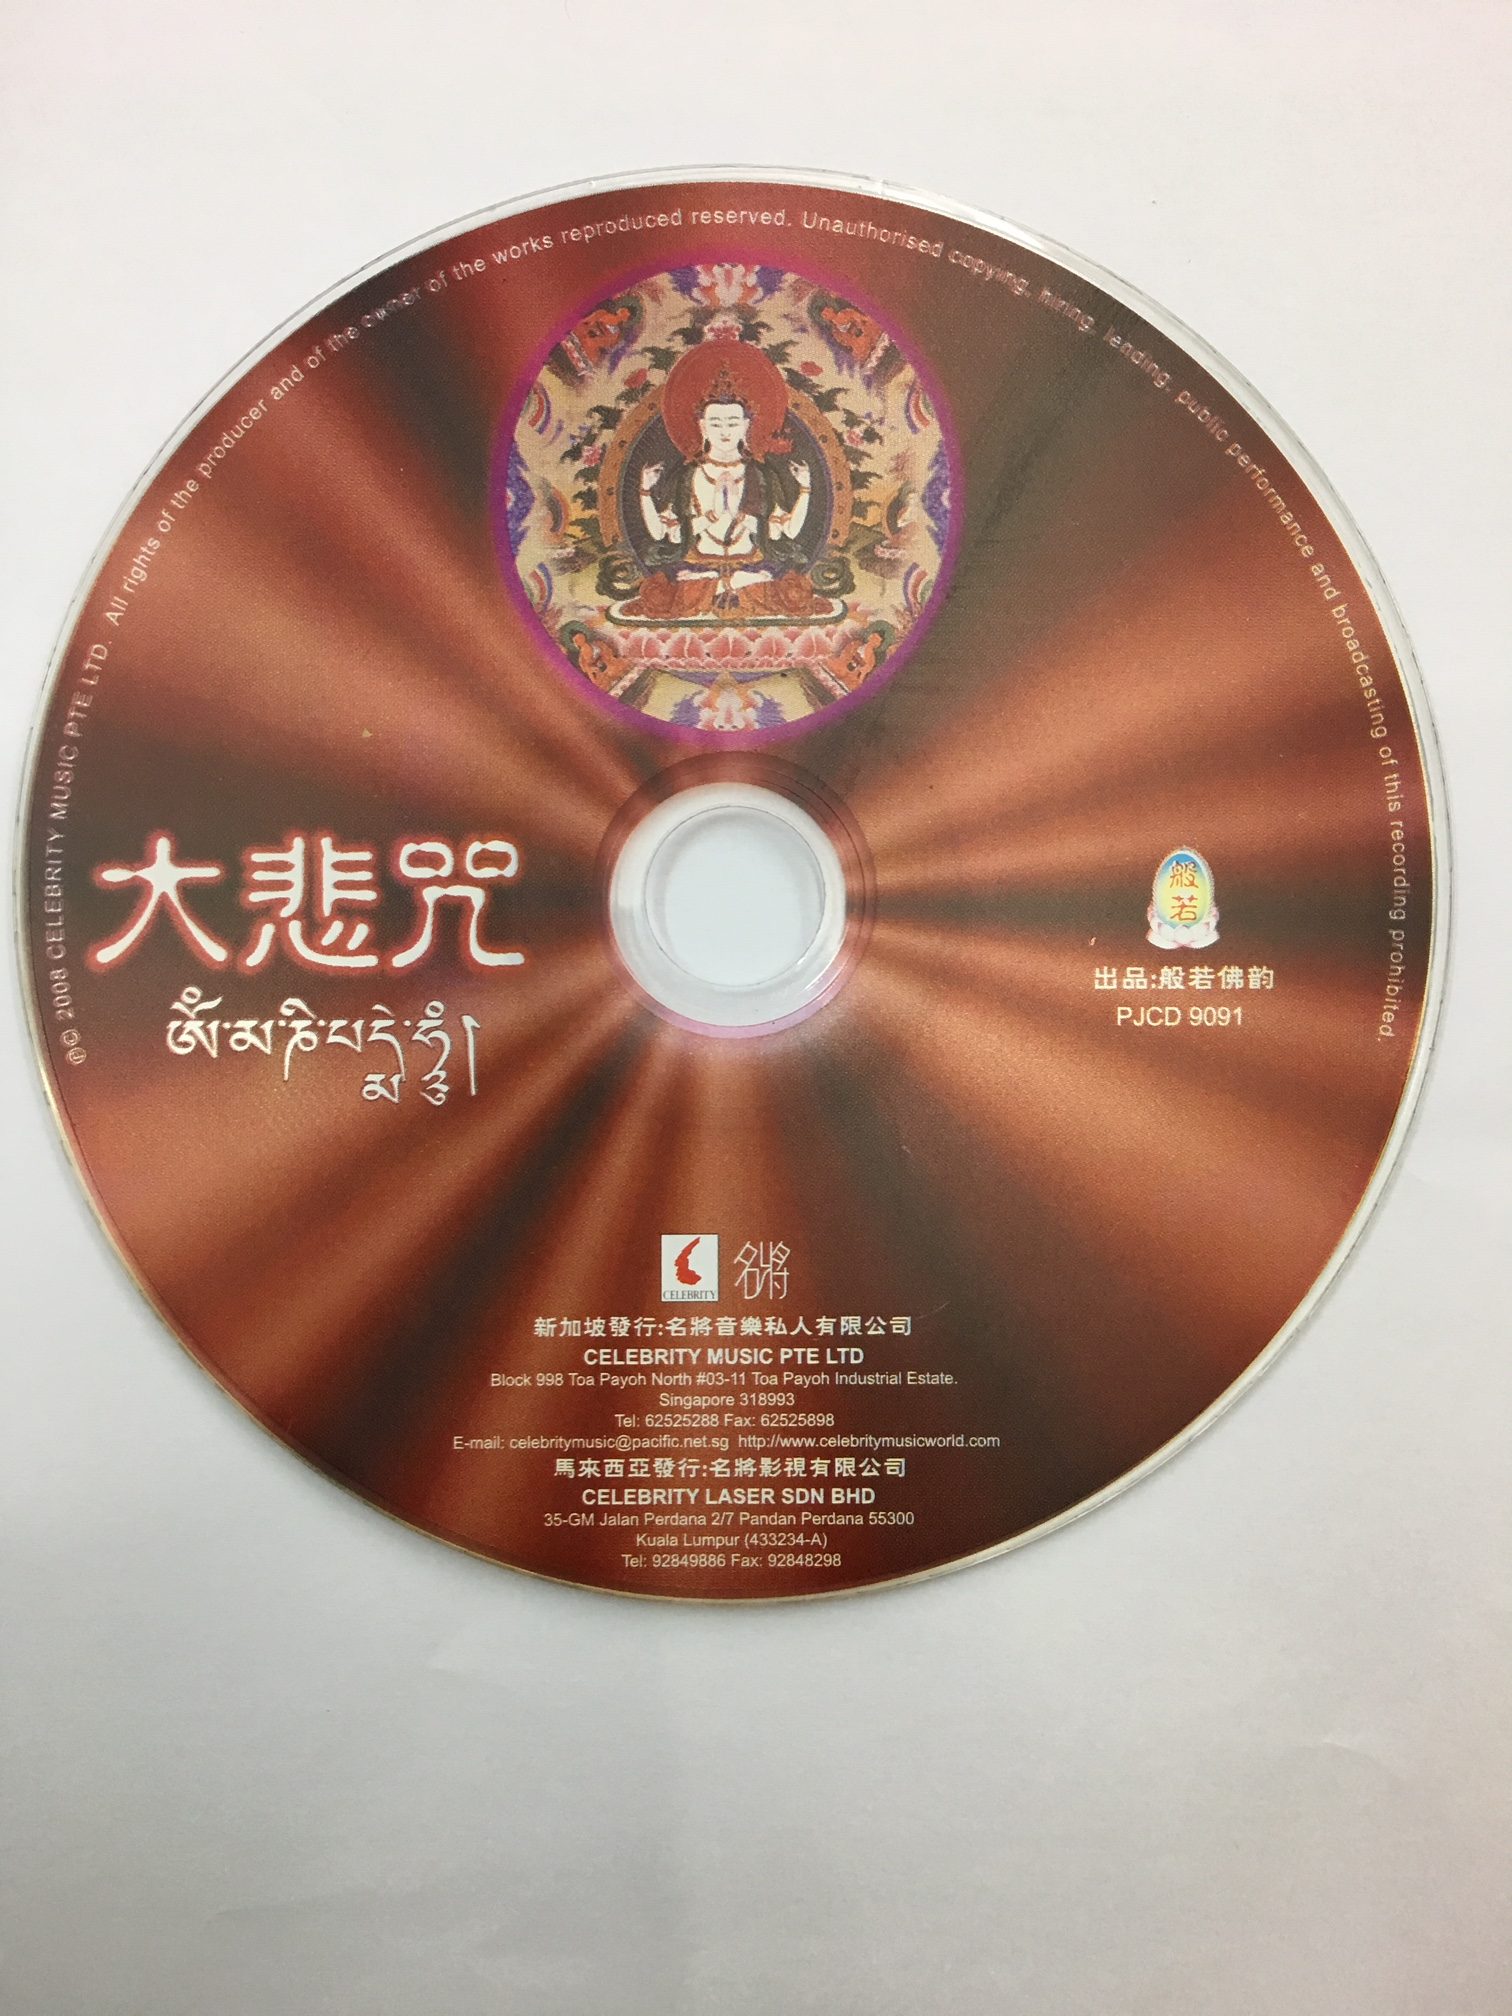 ℗© 2008 CELEBRITY MUSIC PTE LTD. All rights of the producer and of the owner of the works reproduced reserved. Unauthorised copying, hiring, lending, public performance and broadcasting of this recording prohibited.
大悲咒
ༀ་མ་ཎི་པདྨེ་ཧཱུྃ།
般若
出品:般若佛韵
PJCD 9091
CELEBRITY
名將
新加坡發行:名將音樂私人有限公司
CELEBRITY MUSIC PTE LTD
Block 998 Toa Payoh North #03-11 Toa Payoh Industrial Estate.
Singapore 318993
Tel: 62525288 Fax: 62525898
E-mail: celebritymusic@pacific.net.sg http://www.celebritymusicworld.com
馬來西亞發行:名將影視有限公司
CELEBRITY LASER SDN BHD
35-GM Jalan Perdana 2/7 Pandan Perdana 55300
Kuala Lumpur (433234-A)
Tel: 92849886 Fax: 92848298